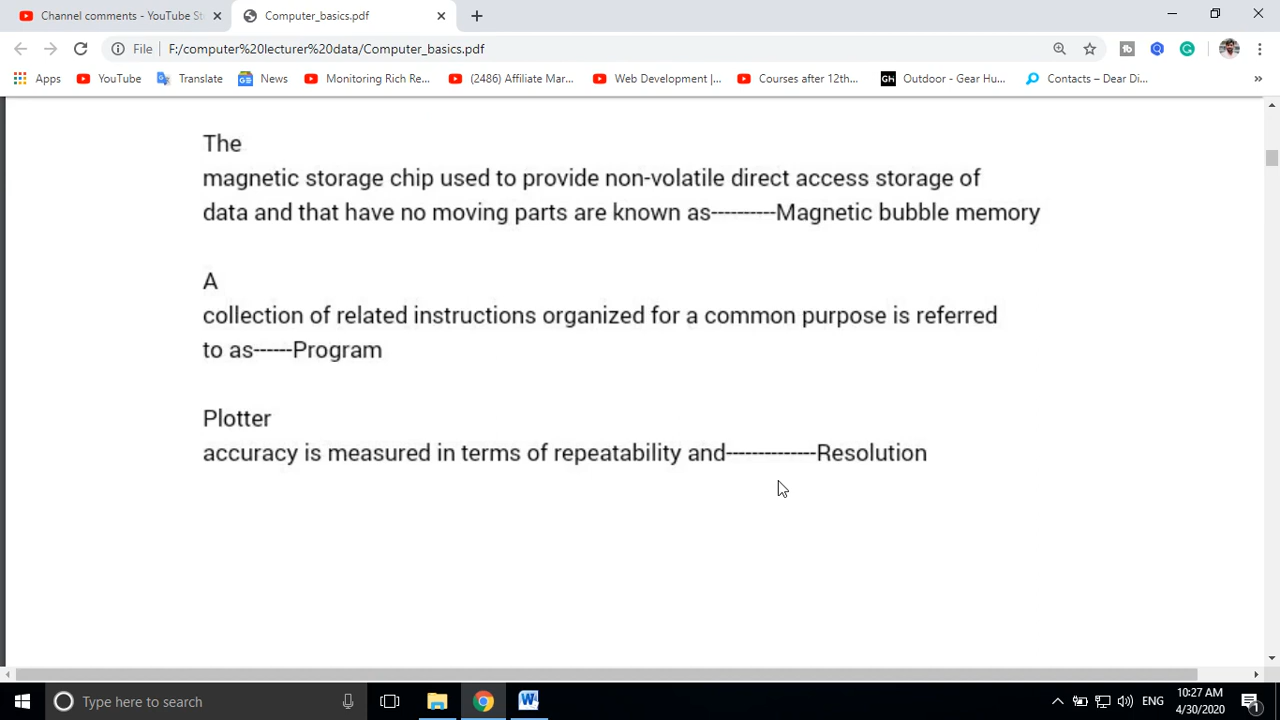 Channel comments - YouTube St
Computer_basics.pdf
File
F:/computer%20lecturer%20data/Computer_basics.pdf
Apps
YouTube
Translate
News
Monitoring Rich Re...
(2486) Affiliate Mar...
Web Development |...
Courses after 12th...
GH
Outdoor - Gear Hu...
Contacts – Dear Di...
The
magnetic storage chip used to provide non-volatile direct access storage of
data and that have no moving parts are known as----------Magnetic bubble memory
A
collection of related instructions organized for a common purpose is referred
to as------Program
Plotter
accuracy is measured in terms of repeatability and--------------Resolution
Type here to search
ENG
10:27 AM
4/30/2020